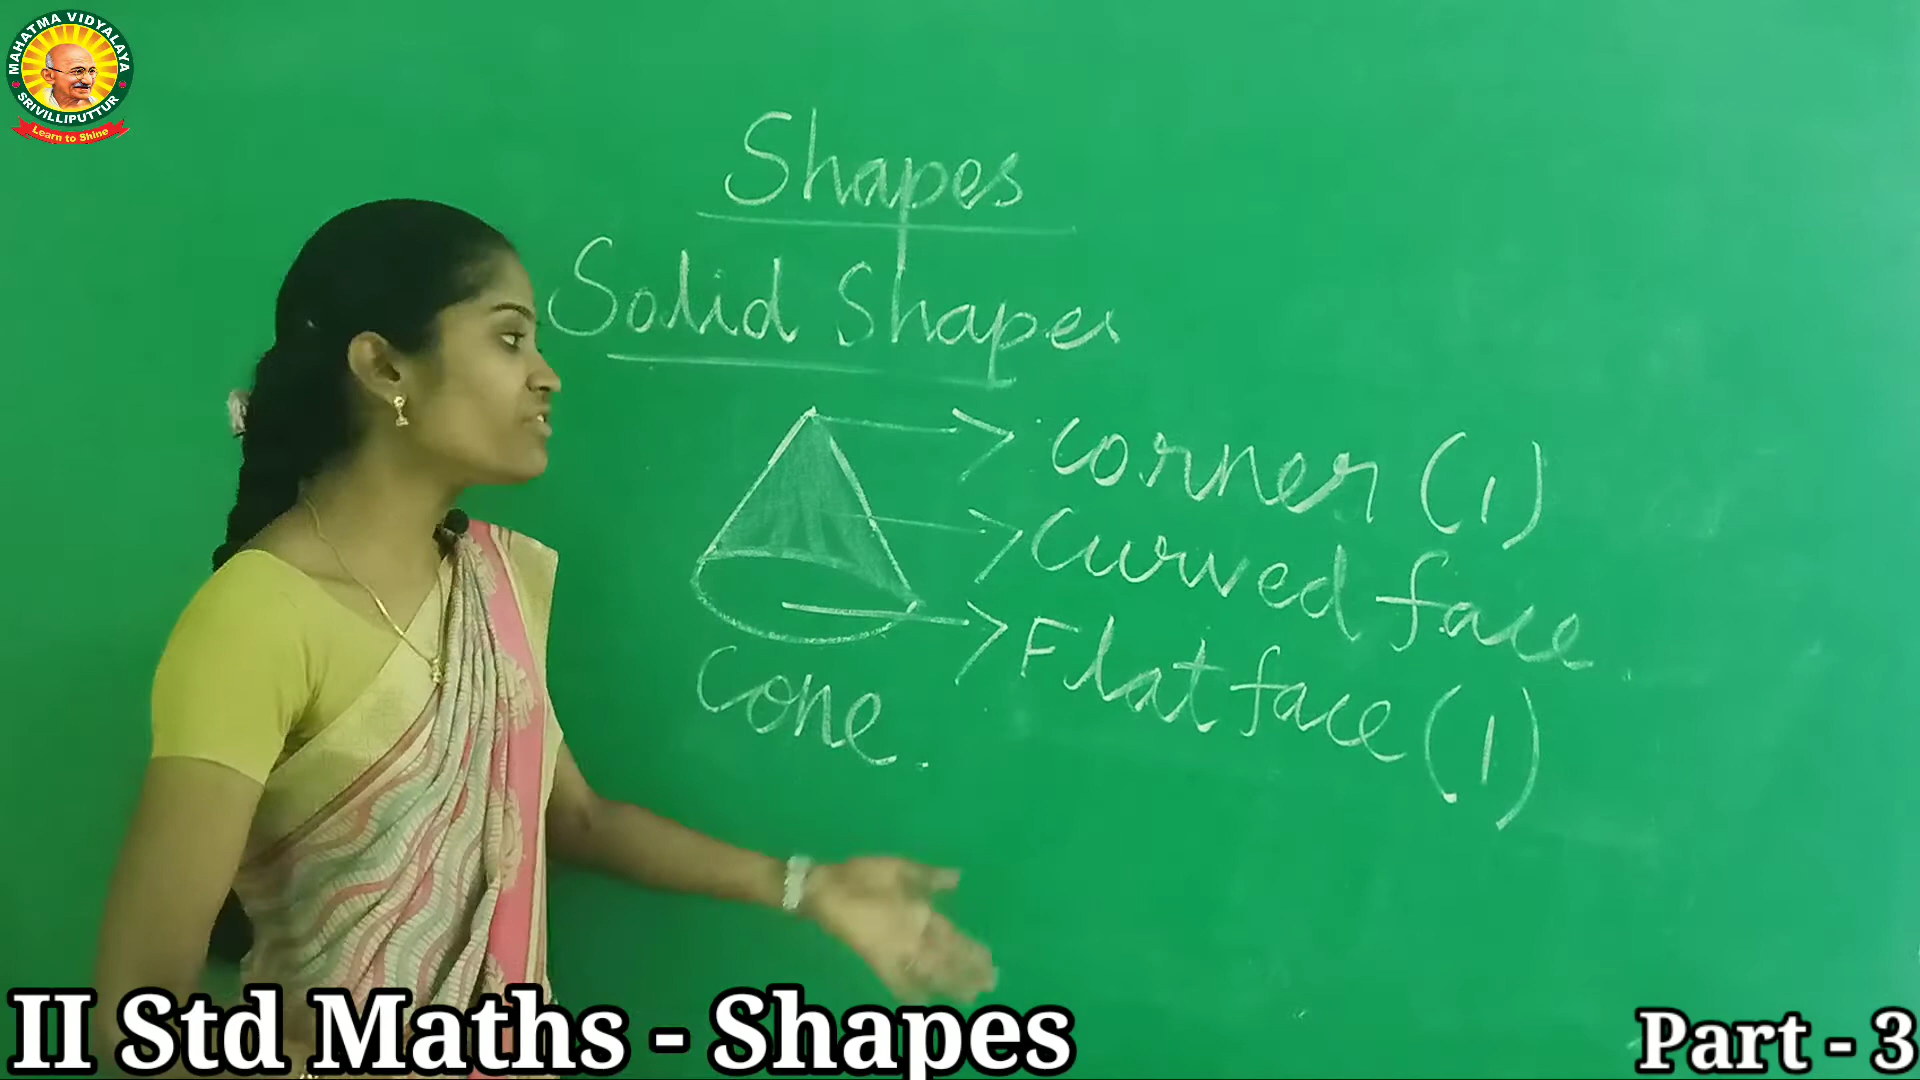 MAHATMA VIDYALAYA
SRIVILLIPUTTUR
Learn to Shine
Shapes
Solid Shapes
corner (1)
Curved face
Flat face (1)
Cone.
II Std Maths - Shapes
Part - 3